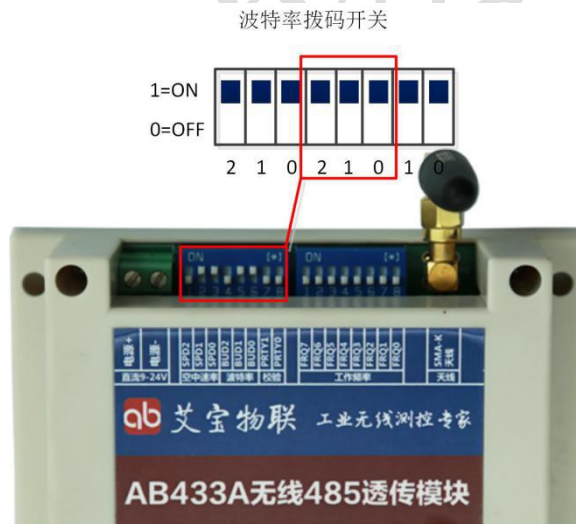 波特率拨码开关
1=ON
0=OFF
2 1 0 2 1 0 1 0
ON [*] ON [*]
电源+ 电源- SPD2 SPD1 SPD0 BUD2 BUD1 BUD0 PRTY1 PRTY0 FRQ7 FRQ6 FRQ5 FRQ4 FRQ3 FRQ2 FRQ1 FRQ0 SMA-K 天线
直流9-24V 空中速率 波特率 校验 工作频率 天线
ab 艾宝物联 工业无线测控专家
AB433A无线485透传模块